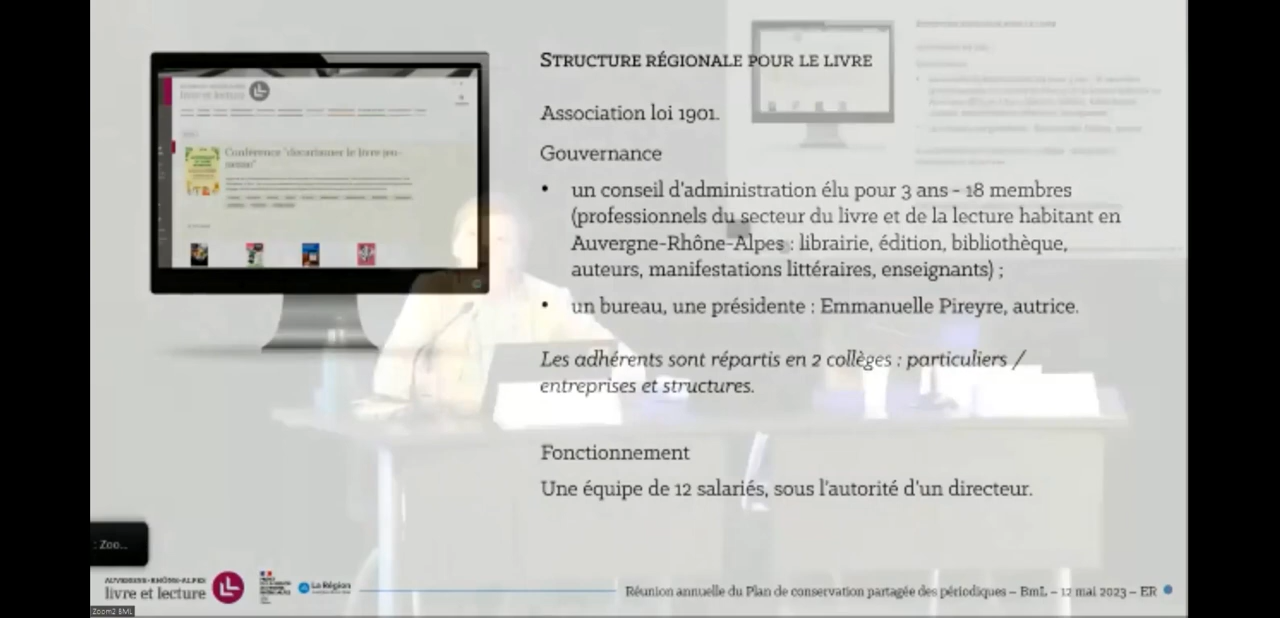 STRUCTURE RÉGIONALE POUR LE LIVRE
Association loi 1901.
Gouvernance
• un conseil d'administration élu pour 3 ans - 18 membres
(professionnels du secteur du livre et de la lecture habitant en
Auvergne-Rhône-Alpes : librairie, édition, bibliothèque,
auteurs, manifestations littéraires, enseignants) ;
• un bureau, une présidente : Emmanuelle Pireyre, autrice.
Les adhérents sont répartis en 2 collèges : particuliers /
entreprises et structures.
Fonctionnement
Une équipe de 12 salariés, sous l'autorité d'un directeur.
livre et lecture
Conférence "décarboner le livre jeu-
nesse"
: Zoo...
AUVERGNE-RHÔNE-ALPES
livre et lecture
La Région
Réunion annuelle du Plan de conservation partagée des périodiques – BmL – 12 mai 2023 – ER
Zoom2 BML